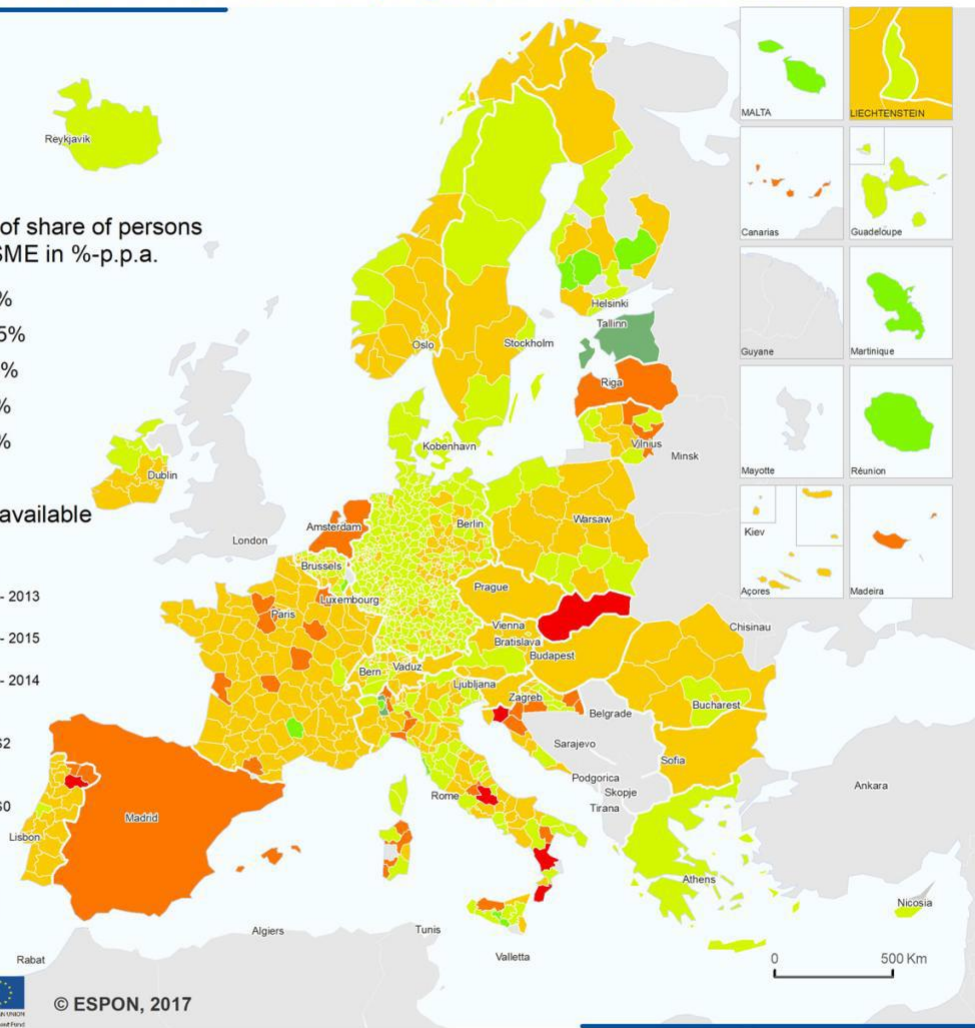 of share of persons
SME in %-p.p.a.
%
5%
%
%
%
available
- 2013
- 2015
- 2014
S2
S0
Reykjavik
Oslo
Stockholm
Helsinki
Tallinn
Riga
Vilnius
Minsk
Kobenhavn
Dublin
London
Amsterdam
Berlin
Warsaw
Brussels
Luxembourg
Paris
Prague
Vienna
Bratislava
Budapest
Chisinau
Bern
Vaduz
Ljubljana
Zagreb
Belgrade
Bucharest
Sarajevo
Sofia
Podgorica
Skopje
Tirana
Rome
Madrid
Lisbon
Athens
Ankara
Nicosia
Algiers
Tunis
Valletta
Rabat
MALTA
LIECHTENSTEIN
Canarias
Guadeloupe
Guyane
Martinique
Mayotte
Réunion
Kiev
Açores
Madeira
0 500 Km
© ESPON, 2017